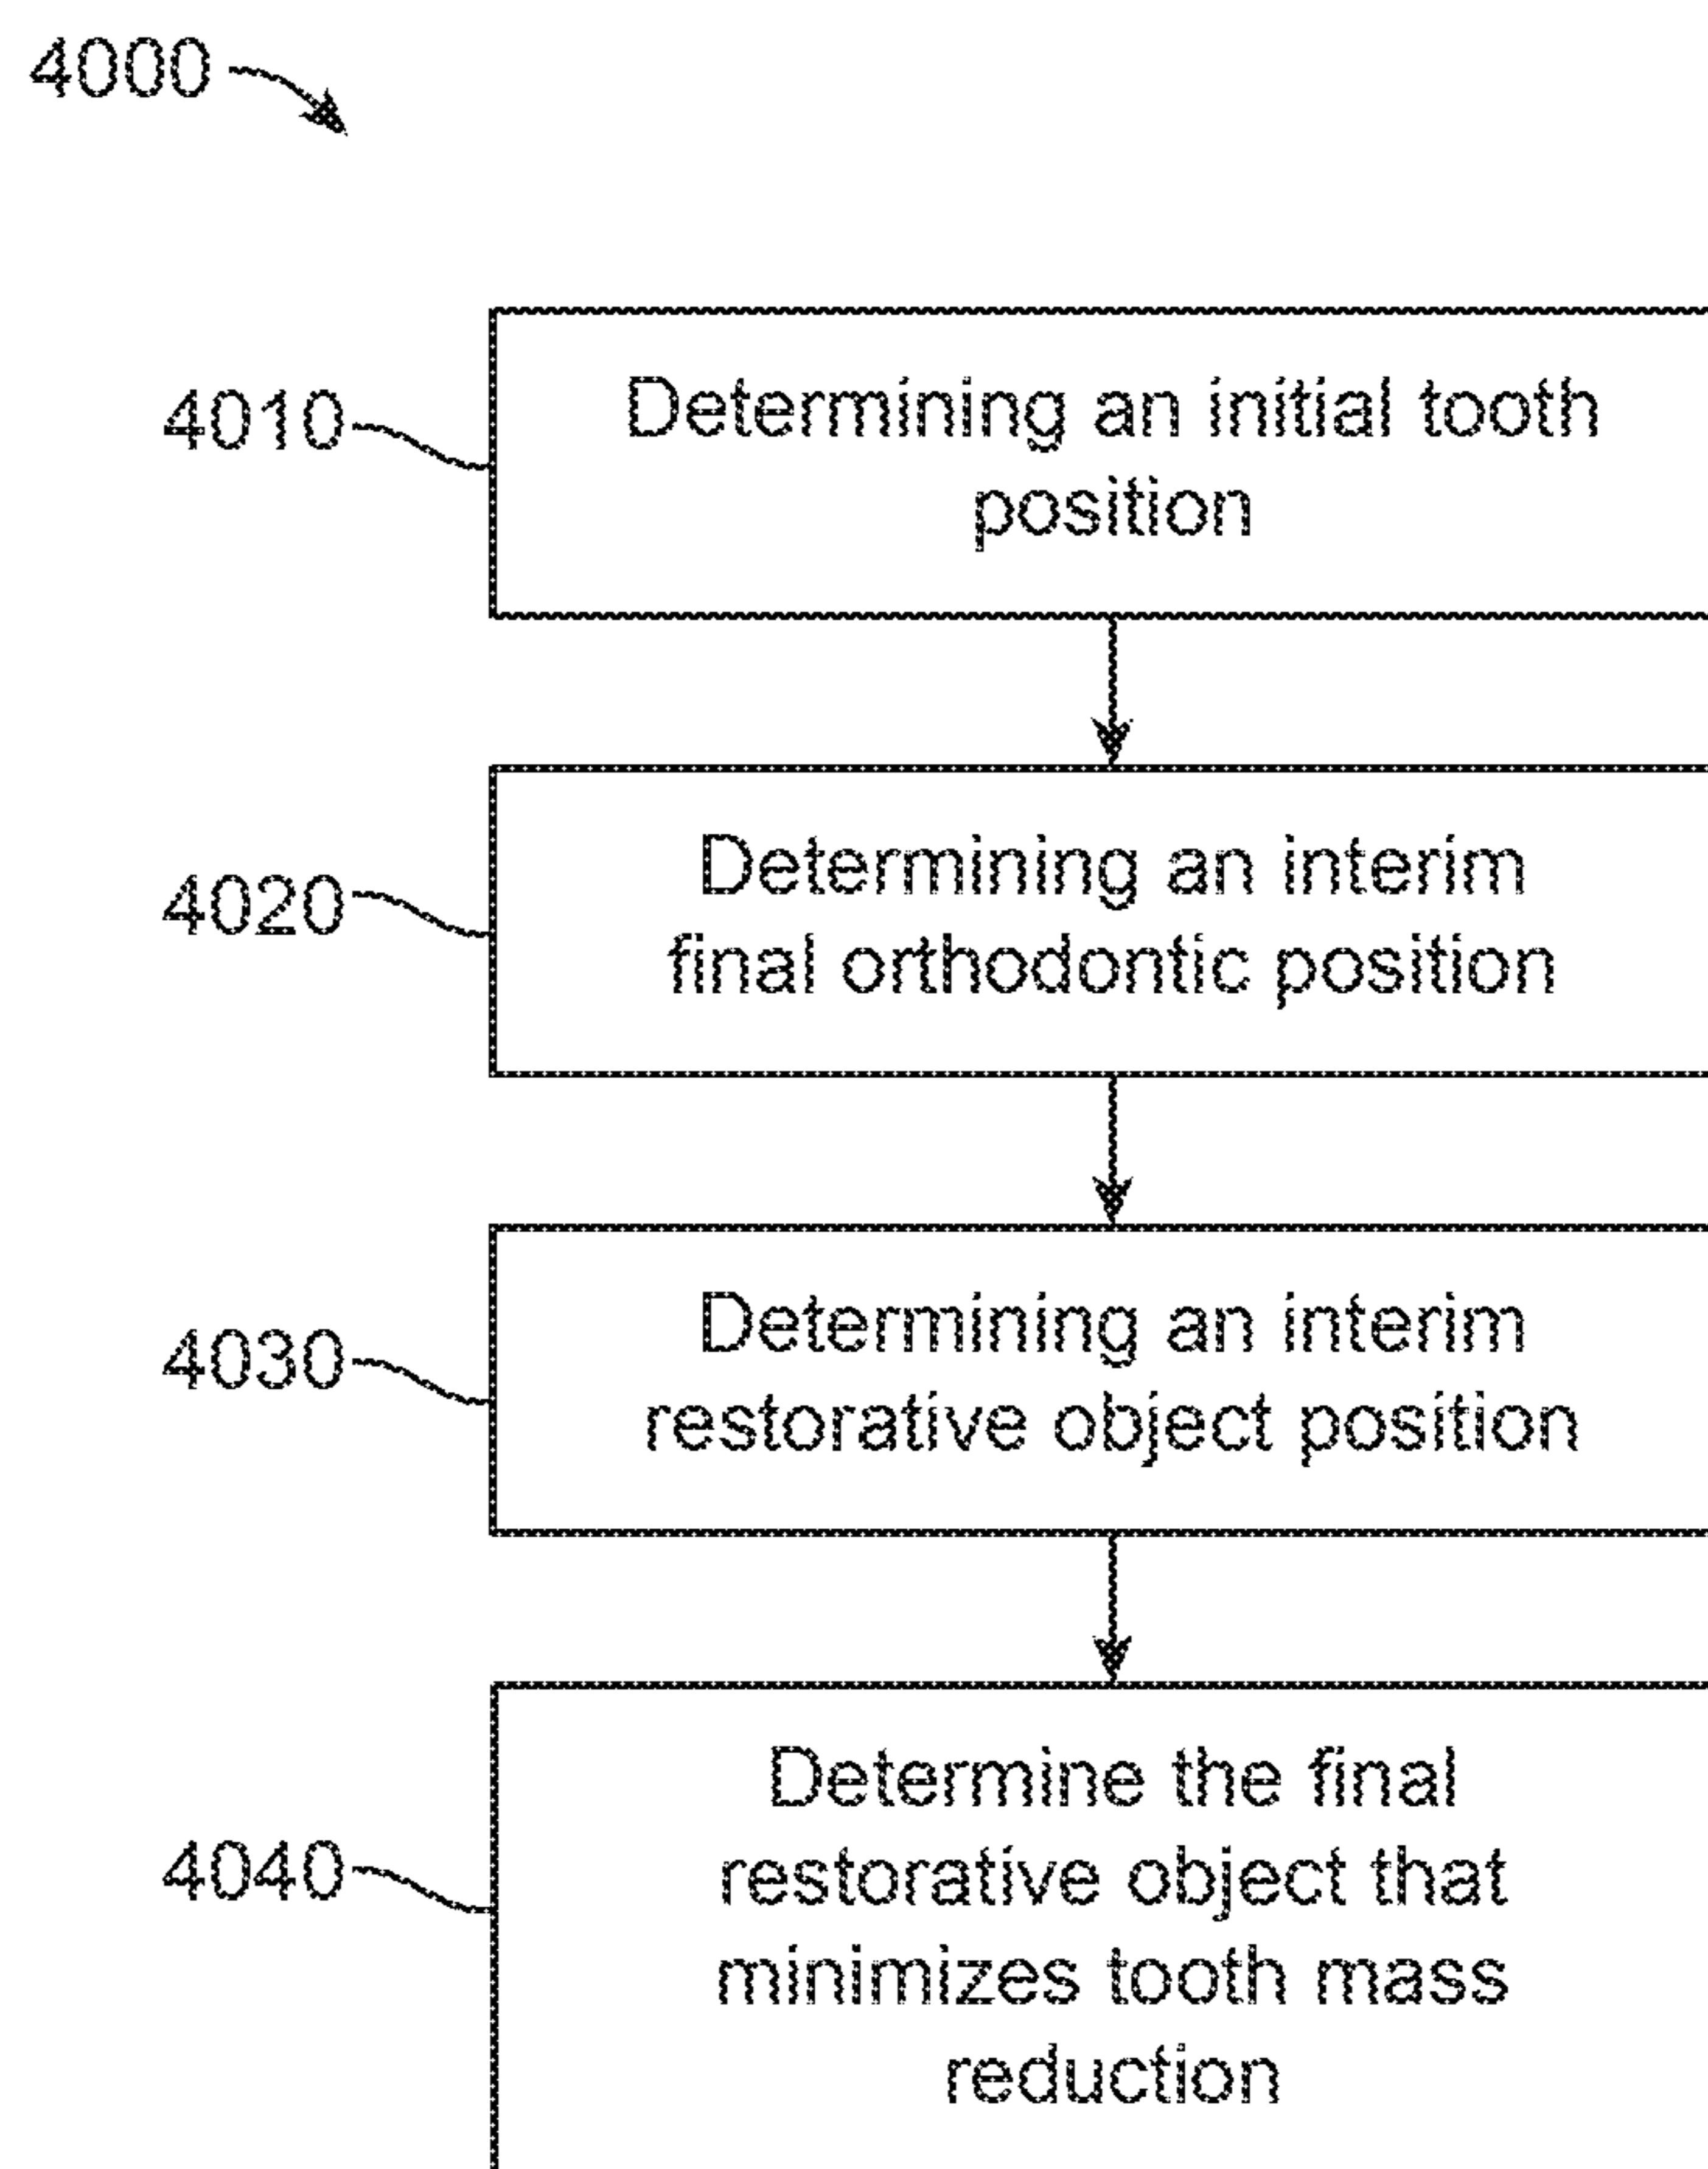 4000
4010
Determining an initial tooth
position
4020
Determining an interim
final orthodontic position
4030
Determining an interim
restorative object position
4040
Determine the final
restorative object that
minimizes tooth mass
reduction